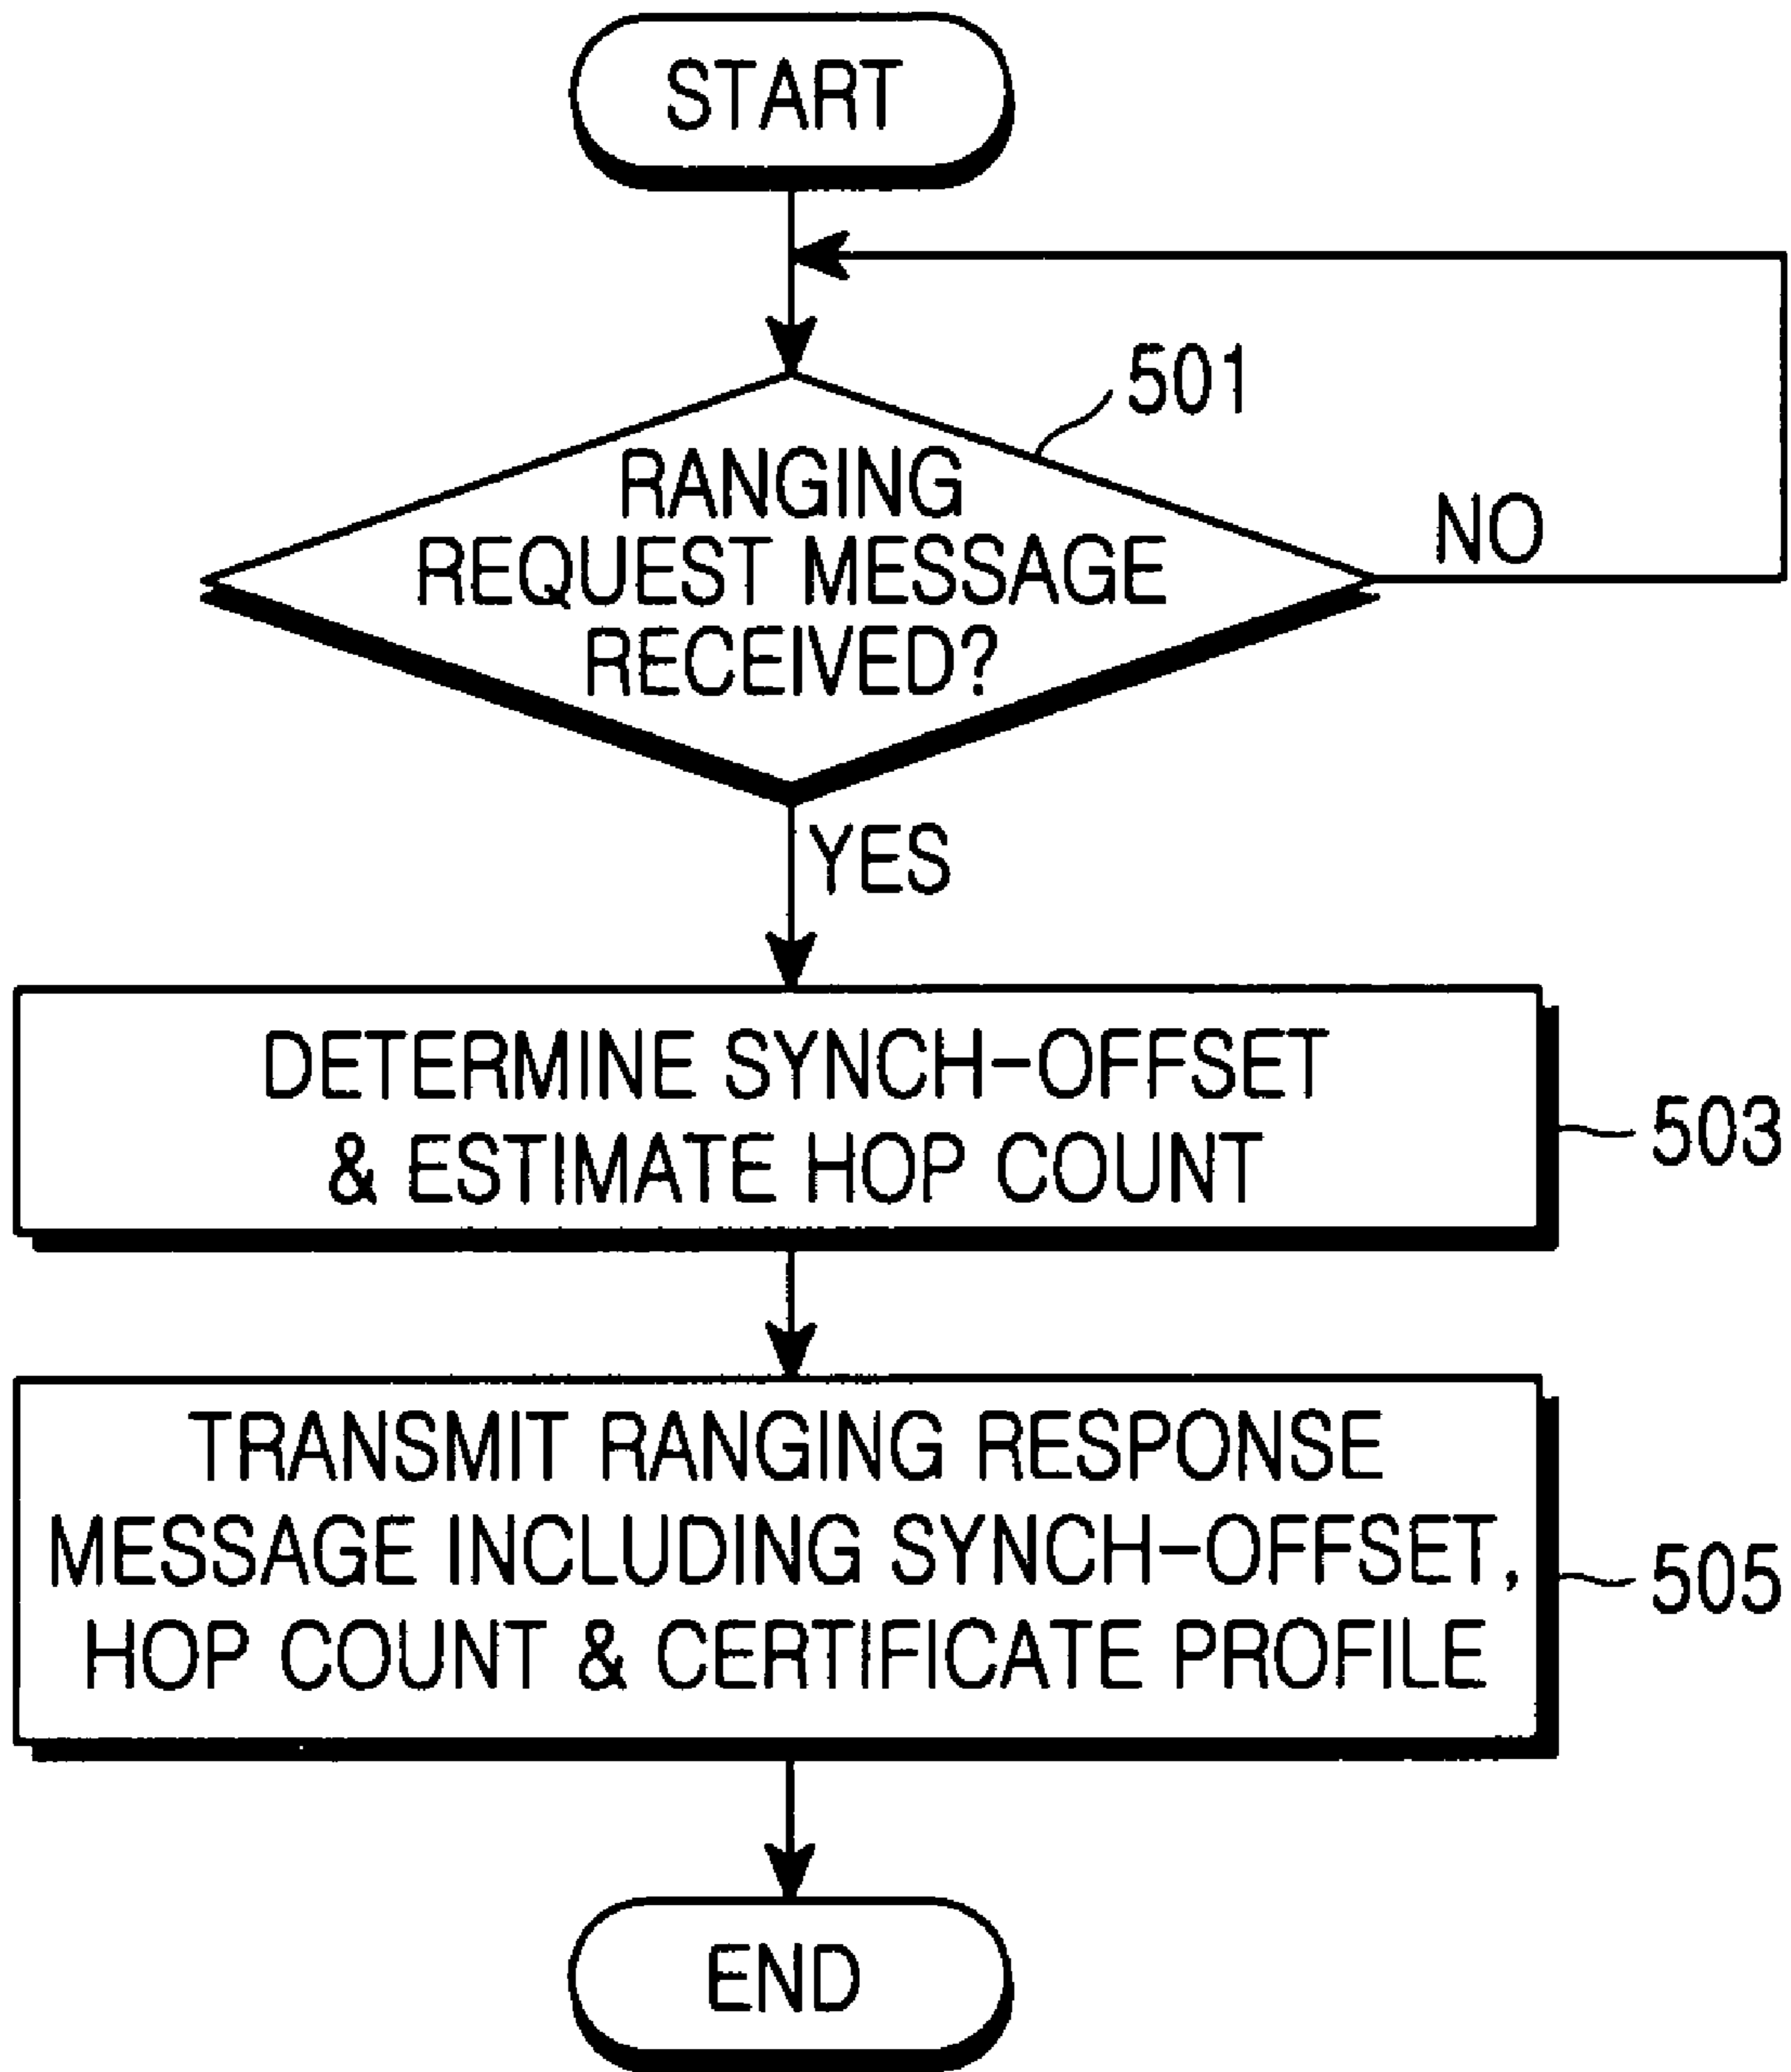 START
501
RANGING
REQUEST MESSAGE
RECEIVED?
NO
YES
DETERMINE SYNCH-OFFSET
& ESTIMATE HOP COUNT
503
TRANSMIT RANGING RESPONSE
MESSAGE INCLUDING SYNCH-OFFSET,
HOP COUNT & CERTIFICATE PROFILE
505
END